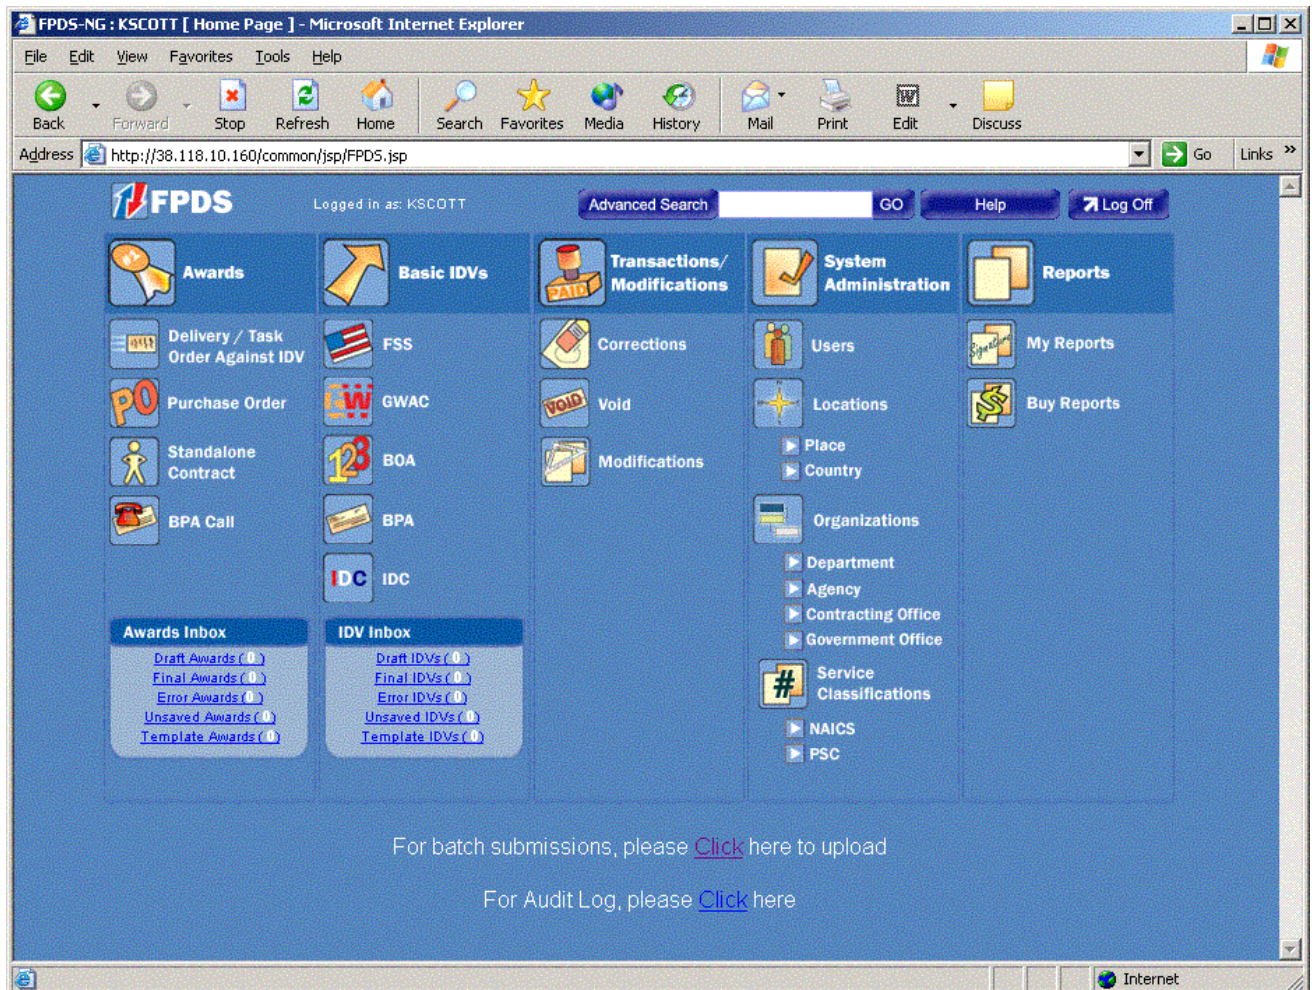 FPDS-NG : KSCOTT [ Home Page ] - Microsoft Internet Explorer
File Edit View Favorites Tools Help
Back Forward Stop Refresh Home Search Favorites Media History Mail Print Edit Discuss
Address http://38.118.10.160/common/jsp/FPDS.jsp Go Links »
FPDS Logged in as: KSCOTT Advanced Search GO Help Log Off
Awards
Basic IDVs
Transactions/
Modifications
System
Administration
Reports
Delivery / Task
Order Against IDV
PO Purchase Order
Standalone
Contract
BPA Call
FSS
GW GWAC
123 BOA
BPA
IDC IDC
PAID
Corrections
VOID Void
Modifications
Users
Locations
Place
Country
Organizations
Department
Agency
Contracting Office
Government Office
# Service
Classifications
NAICS
PSC
Signature My Reports
$ Buy Reports
Awards Inbox
Draft Awards ( 0 )
Final Awards ( 0 )
Error Awards ( 0 )
Unsaved Awards ( 0 )
Template Awards ( 0 )
IDV Inbox
Draft IDVs ( 0 )
Final IDVs ( 0 )
Error IDVs ( 0 )
Unsaved IDVs ( 0 )
Template IDVs ( 0 )
For batch submissions, please Click here to upload
For Audit Log, please Click here
Internet